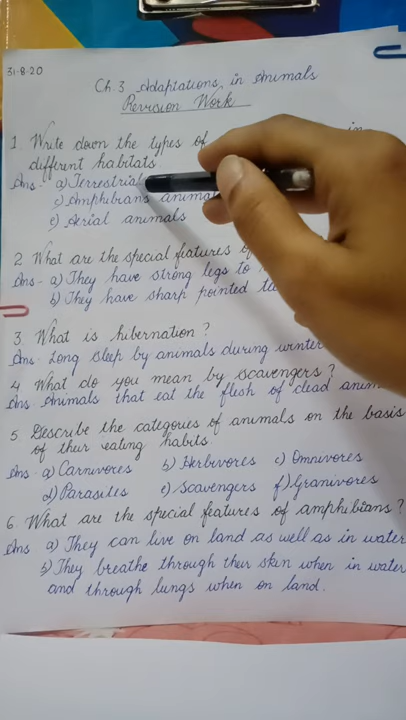 31-8-20
Ch.3 Adaptations in Animals
Revision Work
1. Write down the types of in
different habitats
Ans- a) Terrestrial
c) Amphibians
e) Aerial animals
2. What are the special features
Ans- a) They have strong legs to
b) They have sharp pointed
3. What is hibernation?
Ans- Long sleep by animals during winter
4. What do you mean by scavengers?
Ans Animals that eat the flesh of dead
5. Describe the categories of animals on the basis
of their eating habits.
Ans- a) Carnivores b) Herbivores c) Omnivores
d) Parasites e) Scavengers f) Granivores
6. What are the special features of amphibians?
Ans a) They can live on land as well as in water
b) They breathe through their skin when in water
and through lungs when on land.